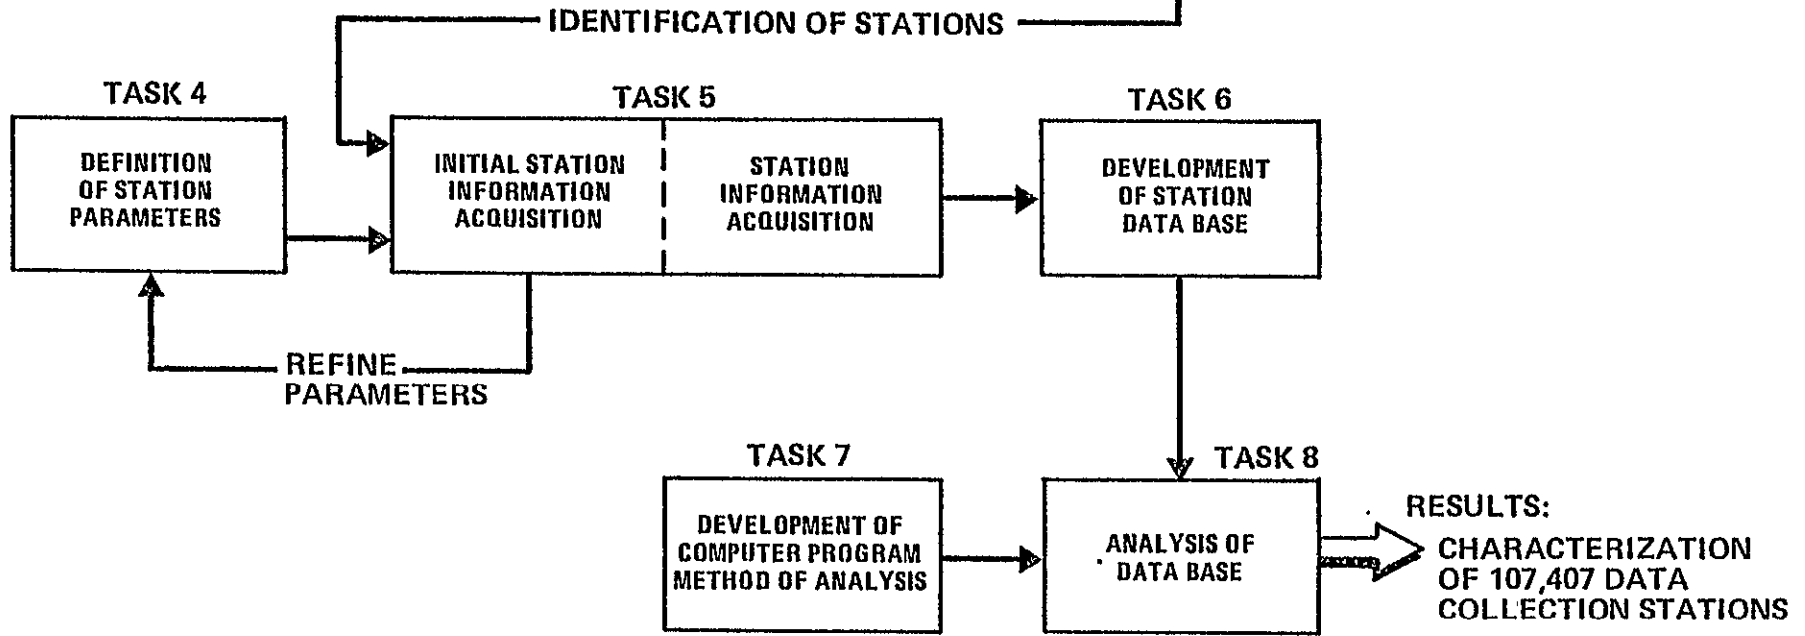 IDENTIFICATION OF STATIONS
TASK 4
DEFINITION
OF STATION
PARAMETERS
TASK 5
INITIAL STATION
INFORMATION
ACQUISITION
STATION
INFORMATION
ACQUISITION
TASK 6
DEVELOPMENT
OF STATION
DATA BASE
REFINE
PARAMETERS
TASK 7
DEVELOPMENT OF
COMPUTER PROGRAM
METHOD OF ANALYSIS
TASK 8
ANALYSIS OF
DATA BASE
RESULTS:
CHARACTERIZATION
OF 107,407 DATA
COLLECTION STATIONS